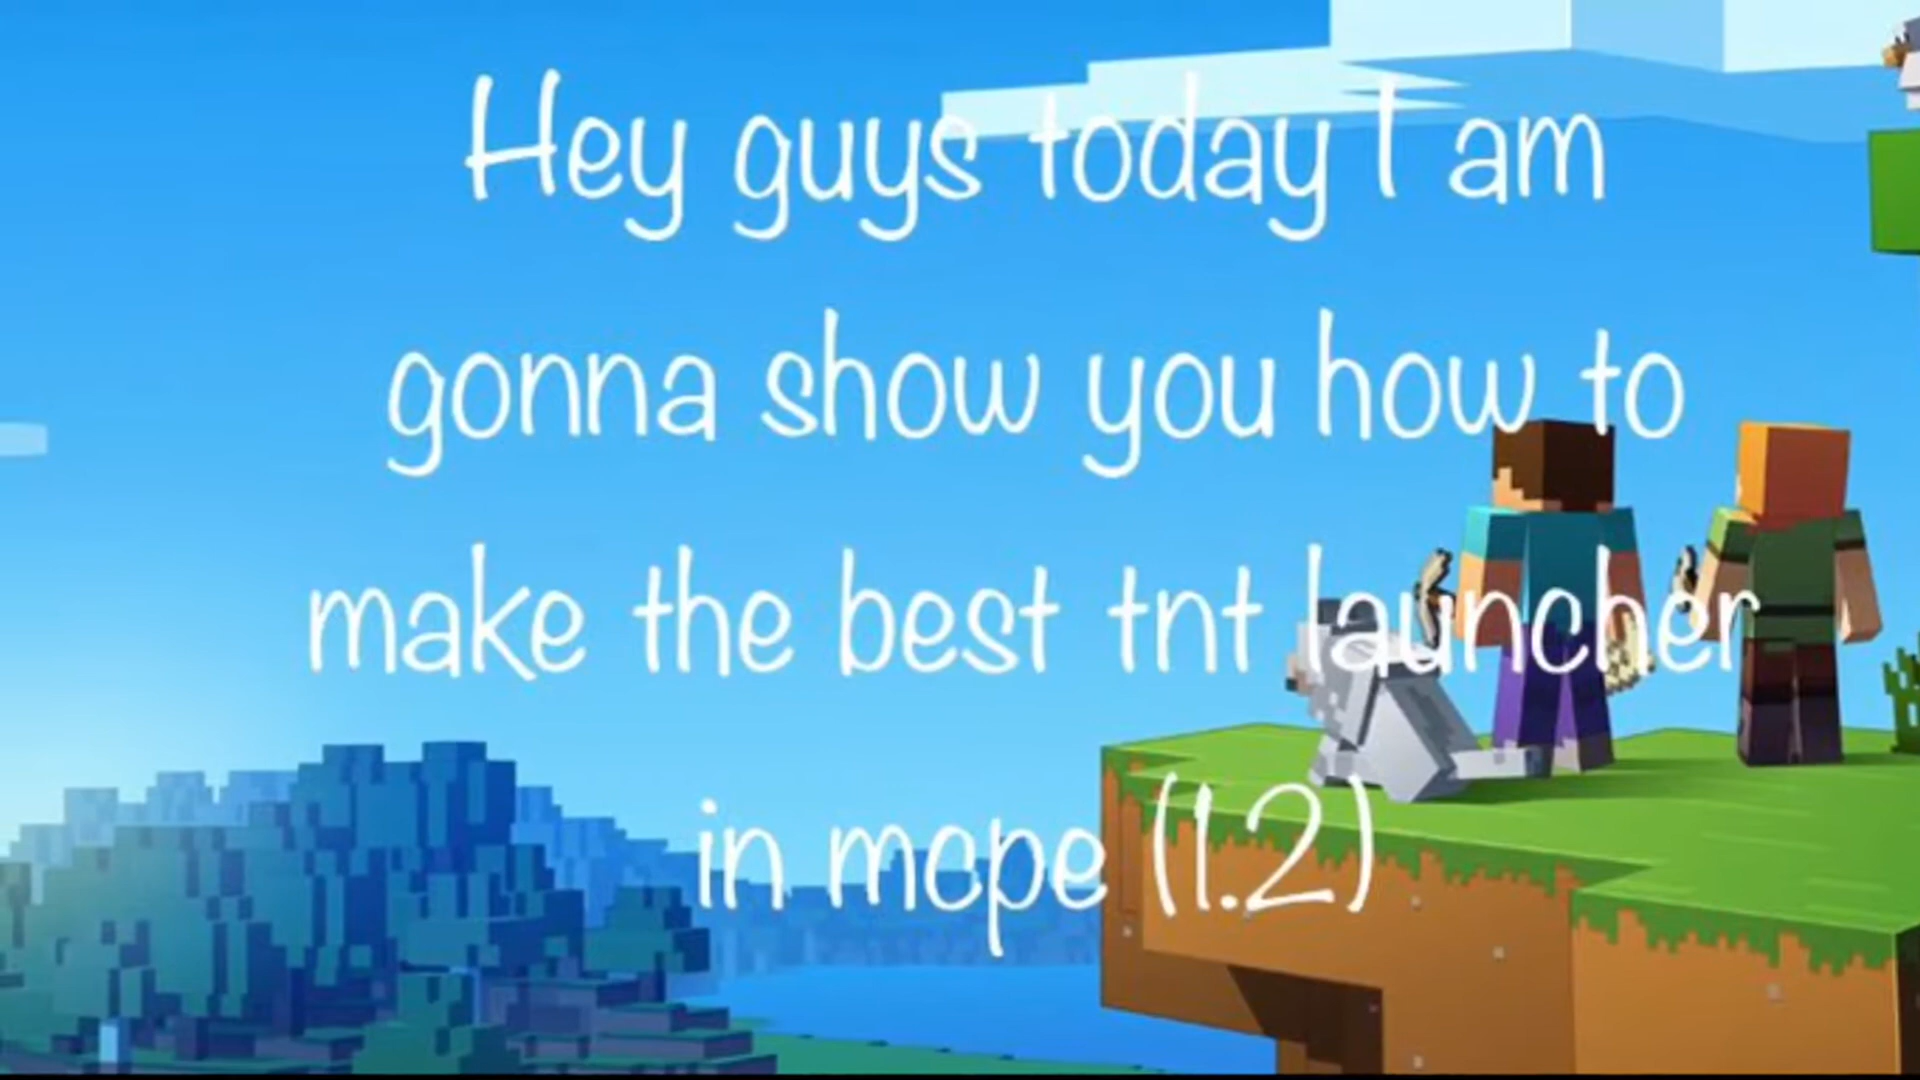 Hey guys today I am
gonna show you how to
make the best tnt launcher
in mcpe (1.2)